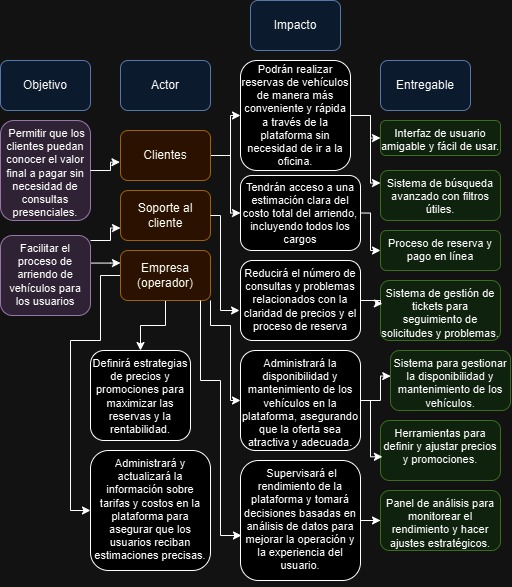 Impacto
Objetivo
Actor
Entregable
Permitir que los
clientes puedan
conocer el valor
final a pagar sin
necesidad de
consultas
presenciales.
Facilitar el
proceso de
arriendo de
vehículos para
los usuarios
Clientes
Soporte al
cliente
Empresa
(operador)
Podrán realizar
reservas de vehículos
de manera más
conveniente y rápida
a través de la
plataforma sin
necesidad de ir a la
oficina.
Tendrán acceso a una
estimación clara del
costo total del arriendo,
incluyendo todos los
cargos
Reducirá el número de
consultas y problemas
relacionados con la
claridad de precios y el
proceso de reserva
Definirá estrategias
de precios y
promociones para
maximizar las
reservas y la
rentabilidad.
Administrará la
disponibilidad y
mantenimiento de los
vehículos en la
plataforma, asegurando
que la oferta sea
atractiva y adecuada.
Administrará y
actualizará la
información sobre
tarifas y costos en la
plataforma para
asegurar que los
usuarios reciban
estimaciones precisas.
Supervisará el
rendimiento de la
plataforma y tomará
decisiones basadas en
análisis de datos para
mejorar la operación y
la experiencia del
usuario.
Interfaz de usuario
amigable y fácil de usar.
Sistema de búsqueda
avanzado con filtros
útiles.
Proceso de reserva y
pago en línea
Sistema de gestión de
tickets para
seguimiento de
solicitudes y problemas.
Sistema para gestionar
la disponibilidad y
mantenimiento de los
vehículos.
Herramientas para
definir y ajustar precios
y promociones.
Panel de análisis para
monitorear el
rendimiento y hacer
ajustes estratégicos.